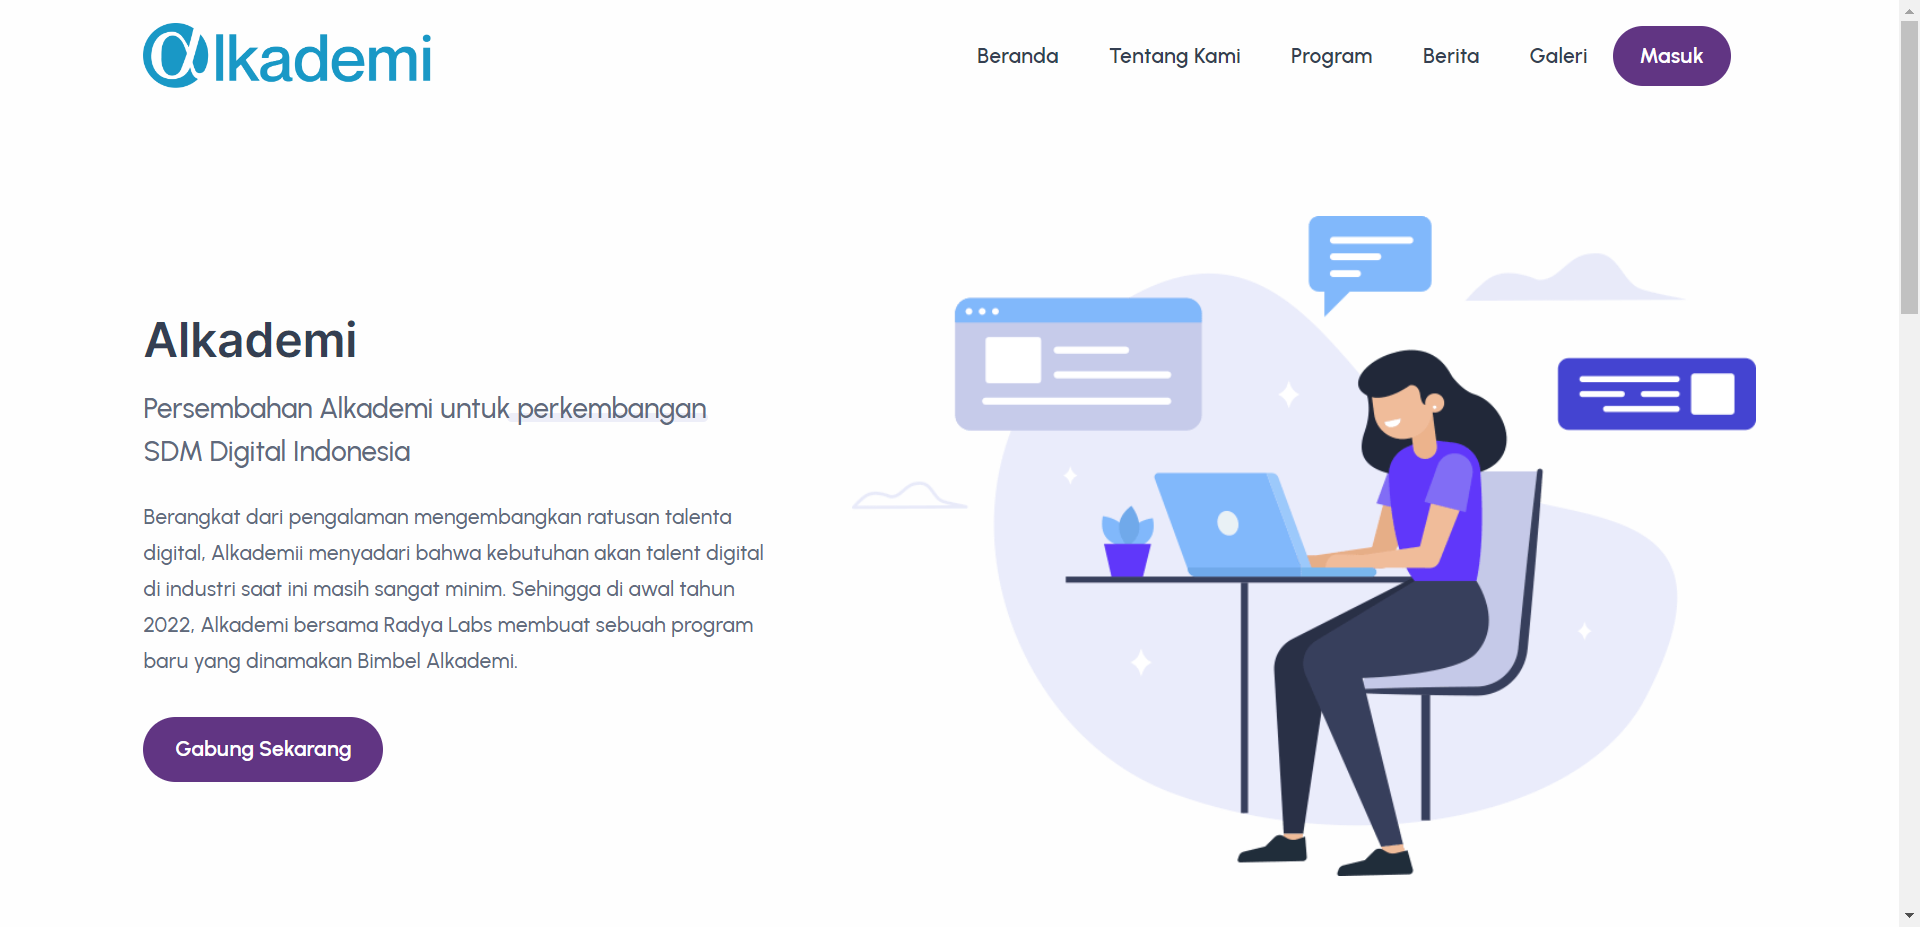 @lkademi
Beranda
Tentang Kami
Program
Berita
Galeri
Masuk
Alkademi
Persembahan Alkademi untuk perkembangan
SDM Digital Indonesia
Berangkat dari pengalaman mengembangkan ratusan talenta
digital, Alkademii menyadari bahwa kebutuhan akan talent digital
di industri saat ini masih sangat minim. Sehingga di awal tahun
2022, Alkademi bersama Radya Labs membuat sebuah program
baru yang dinamakan Bimbel Alkademi.
Gabung Sekarang